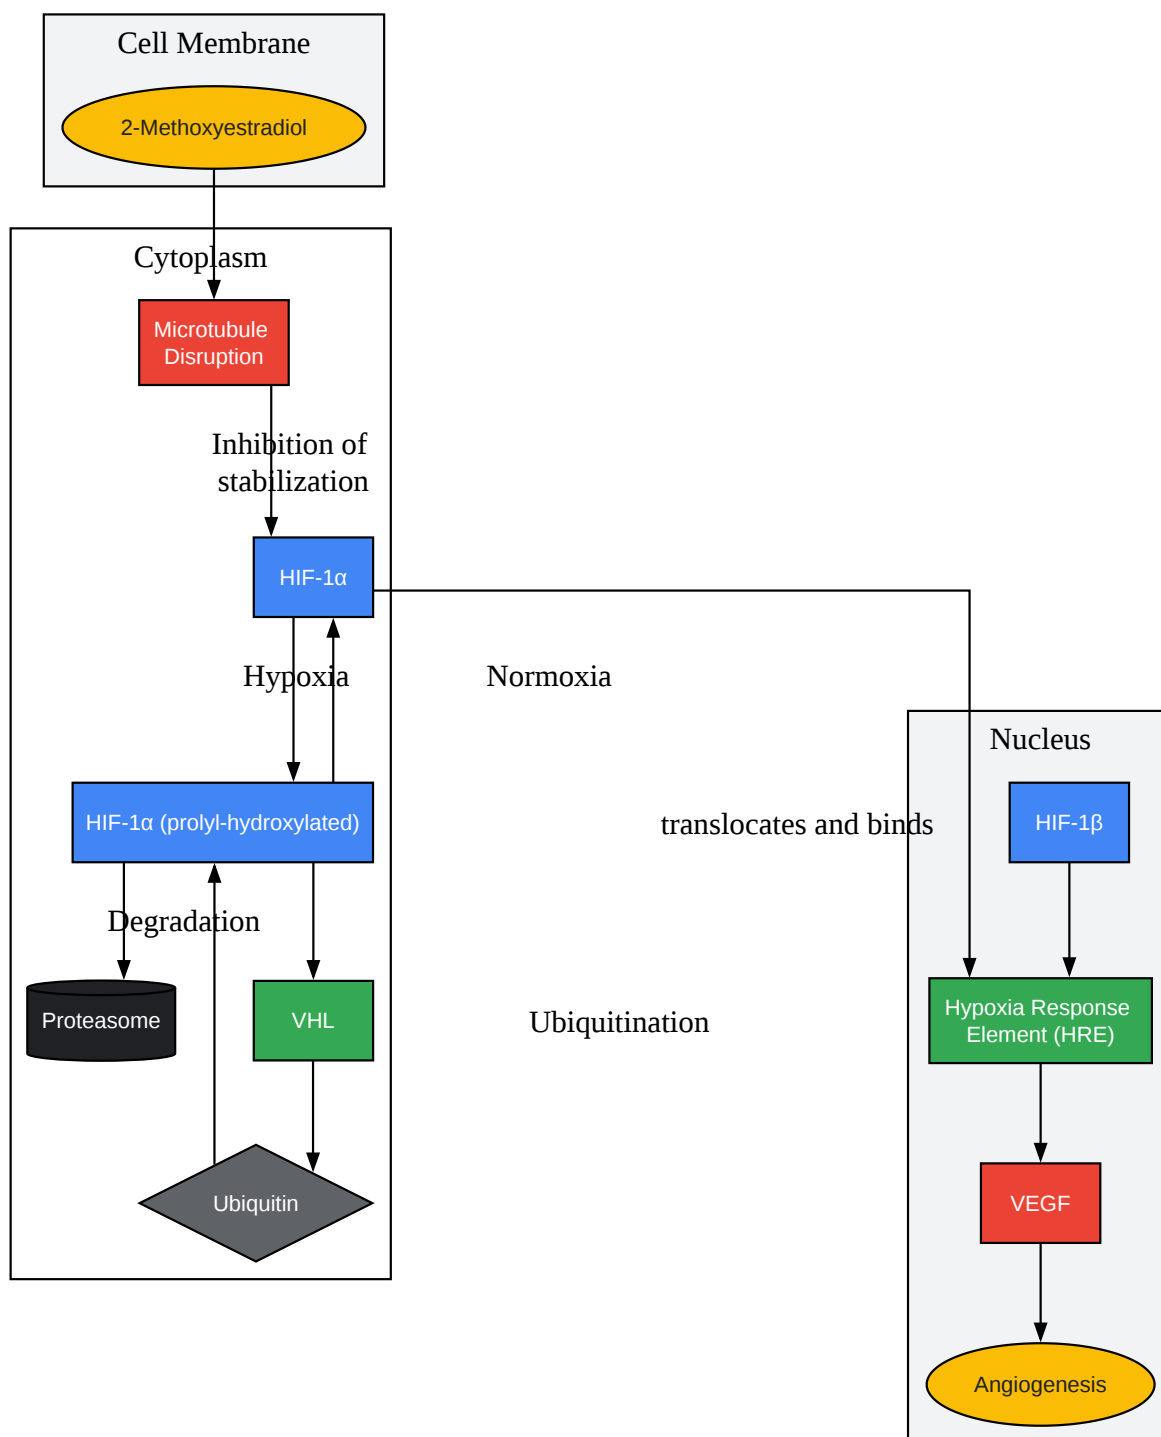 Cell Membrane
2-Methoxyestradiol
Cytoplasm
Microtubule
Disruption
Inhibition of
stabilization
HIF-1α
Hypoxia
Normoxia
Nucleus
HIF-1α (prolyl-hydroxylated)
translocates and binds
HIF-1β
Degradation
Proteasome
VHL
Ubiquitination
Hypoxia Response
Element (HRE)
Ubiquitin
VEGF
Angiogenesis